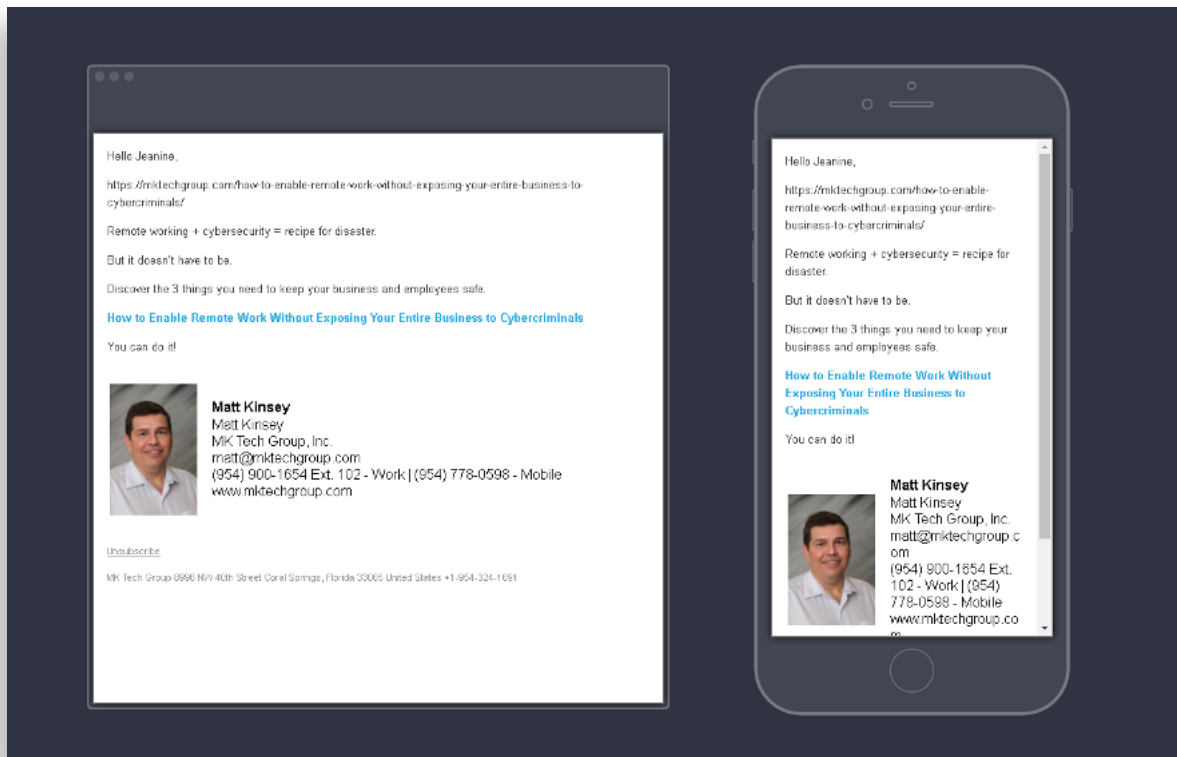 Hello Jeanine,
https://mktechgroup.com/how-to-enable-remote-work-without-exposing-your-entire-business-to-
cybercriminals/
Remote working + cybersecurity = recipe for disaster.
But it doesn't have to be.
Discover the 3 things you need to keep your business and employees safe.
How to Enable Remote Work Without Exposing Your Entire Business to Cybercriminals
You can do it!
Matt Kinsey
Matt Kinsey
MK Tech Group, Inc.
matt@mktechgroup.com
(954) 900-1654 Ext. 102 - Work | (954) 778-0598 - Mobile
www.mktechgroup.com
Unsubscribe
MK Tech Group 8996 NW 40th Street Coral Springs, Florida 33065 United States +1-954-324-1691
Hello Jeanine,
https://mktechgroup.com/how-to-enable-
remote-work-without-exposing-your-entire-
business-to-cybercriminals/
Remote working + cybersecurity = recipe for
disaster.
But it doesn't have to be.
Discover the 3 things you need to keep your
business and employees safe.
How to Enable Remote Work Without
Exposing Your Entire Business to
Cybercriminals
You can do it!
Matt Kinsey
Matt Kinsey
MK Tech Group, Inc.
matt@mktechgroup.c
om
(954) 900-1654 Ext.
102 - Work | (954)
778-0598 - Mobile
www.mktechgroup.co
m